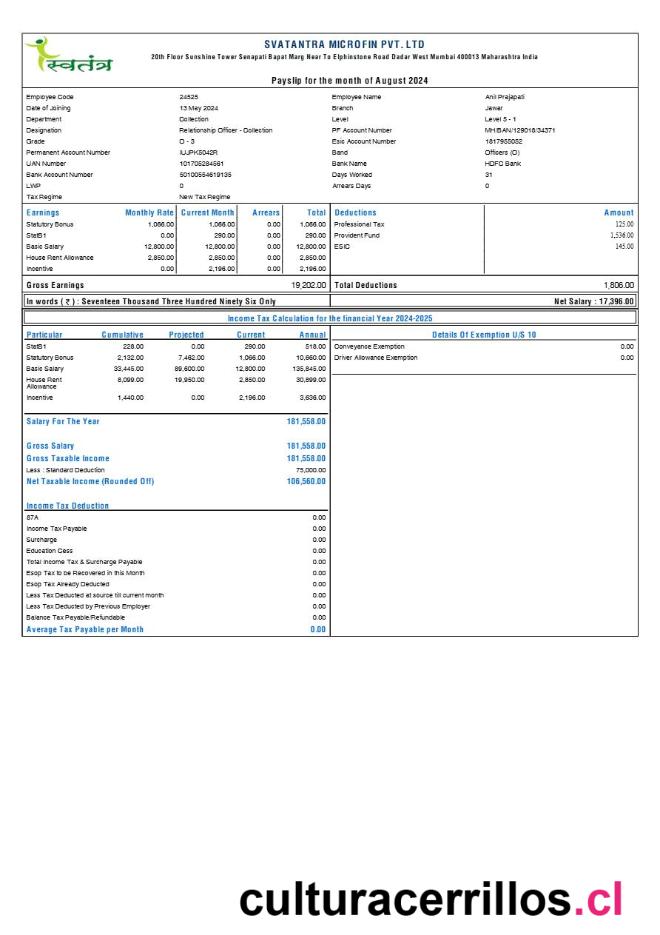 स्वतंत्र
SVATANTRA MICROFIN PVT. LTD
20th Floor Sunshine Tower Senapati Bapat Marg Near To Elphinstone Road Dadar West Mumbai 400013 Maharashtra India
Payslip for the month of August 2024
Employee Code 24525 Employee Name Anil Prajapati
Date of Joining 13 May 2024 Branch Jawar
Department Collection Level Level 5 - 1
Designation Relationship Officer - Collection PF Account Number MH/BAN/129018/34371
Grade O - 3 Esic Account Number 1817955052
Permanent Account Number IUJPK5042R Band Officers (O)
UAN Number 101705284561 Bank Name HDFC Bank
Bank Account Number 50100554619135 Days Worked 31
LWP 0 Arrears Days 0
Tax Regime New Tax Regime
Earnings Monthly Rate Current Month Arrears Total Deductions Amount
Statutory Bonus 1,066.00 1,066.00 0.00 1,066.00 Professional Tax 125.00
StatB1 0.00 290.00 0.00 290.00 Provident Fund 1,536.00
Basic Salary 12,800.00 12,800.00 0.00 12,800.00 ESIC 145.00
House Rent Allowance 2,850.00 2,850.00 0.00 2,850.00
Incentive 0.00 2,196.00 0.00 2,196.00
Gross Earnings 19,202.00 Total Deductions 1,806.00
In words ( ₹ ) : Seventeen Thousand Three Hundred Ninety Six Only Net Salary : 17,396.00
Income Tax Calculation for the financial Year 2024-2025
Particular Cumulative Projected Current Annual Details Of Exemption U/S 10
StatB1 228.00 0.00 290.00 518.00 Conveyance Exemption 0.00
Statutory Bonus 2,132.00 7,462.00 1,066.00 10,660.00 Driver Allowance Exemption 0.00
Basic Salary 33,445.00 89,600.00 12,800.00 135,845.00
House Rent Allowance 8,099.00 19,950.00 2,850.00 30,899.00
Incentive 1,440.00 0.00 2,196.00 3,636.00
Salary For The Year 181,558.00
Gross Salary 181,558.00
Gross Taxable Income 181,558.00
Less : Standard Deduction 75,000.00
Net Taxable Income (Rounded Off) 106,560.00
Income Tax Deduction
87A 0.00
Income Tax Payable 0.00
Surcharge 0.00
Education Cess 0.00
Total Income Tax & Surcharge Payable 0.00
Esop Tax to be Recovered in this Month 0.00
Esop Tax Already Deducted 0.00
Less Tax Deducted at source till current month 0.00
Less Tax Deducted by Previous Employer 0.00
Balance Tax Payable/Refundable 0.00
Average Tax Payable per Month 0.00
culturacerrillos.cl